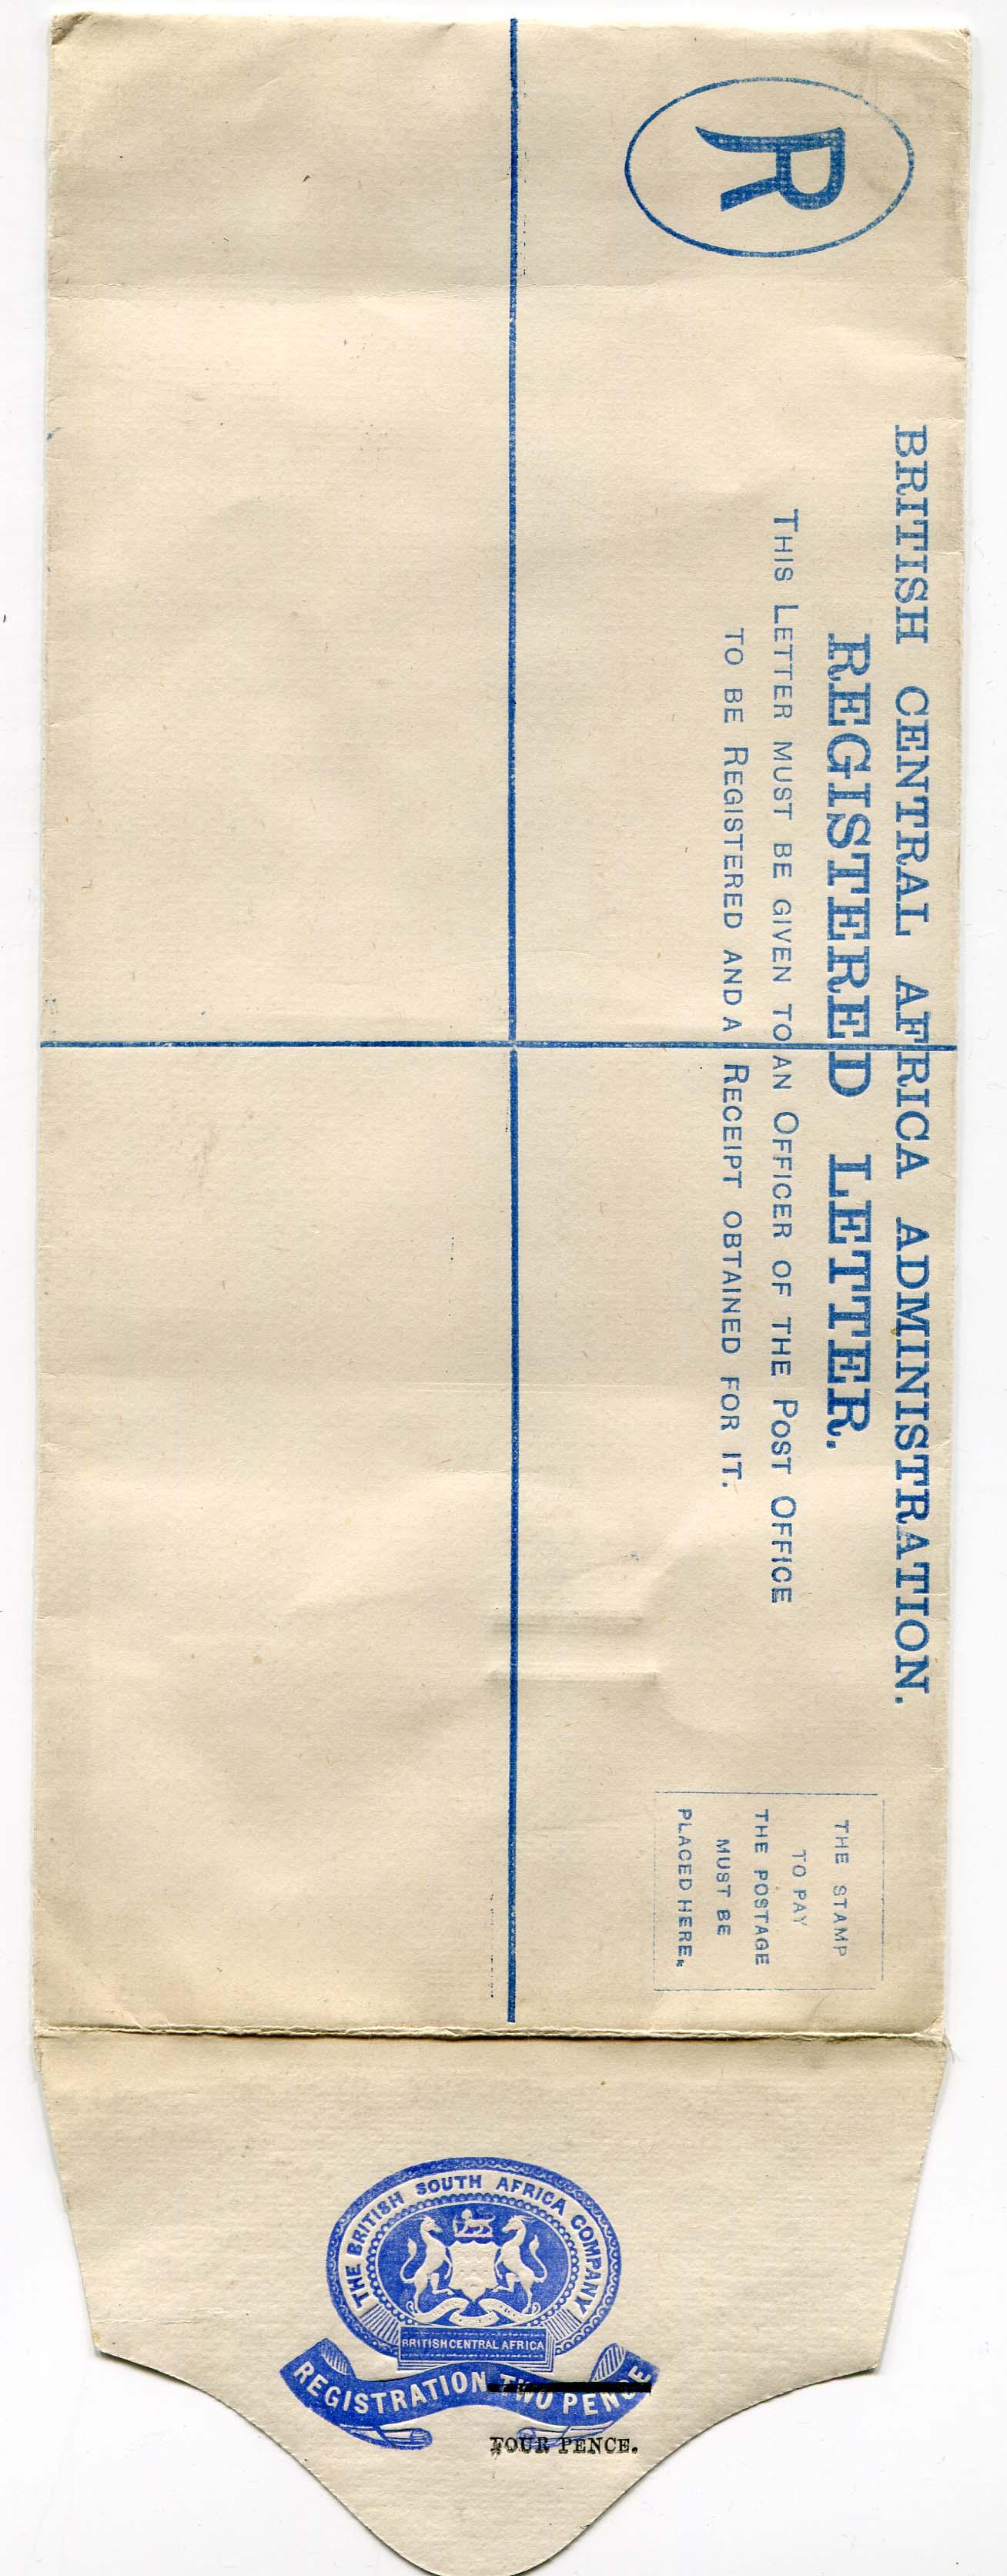 BRITISH CENTRAL AFRICA ADMINISTRATION.
REGISTERED LETTER.
THIS LETTER MUST BE GIVEN TO AN OFFICER OF THE POST OFFICE
TO BE REGISTERED AND A RECEIPT OBTAINED FOR IT.
R
THE STAMP
TO PAY
THE POSTAGE
MUST BE
PLACED HERE.
THE BRITISH SOUTH AFRICA COMPANY
BRITISH CENTRAL AFRICA
REGISTRATION TWO PENCE
FOUR PENCE.